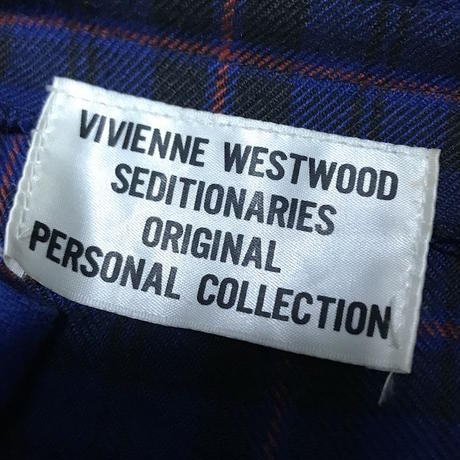 VIVIENNE WESTWOOD
SEDITIONARIES
ORIGINAL
PERSONAL COLLECTION